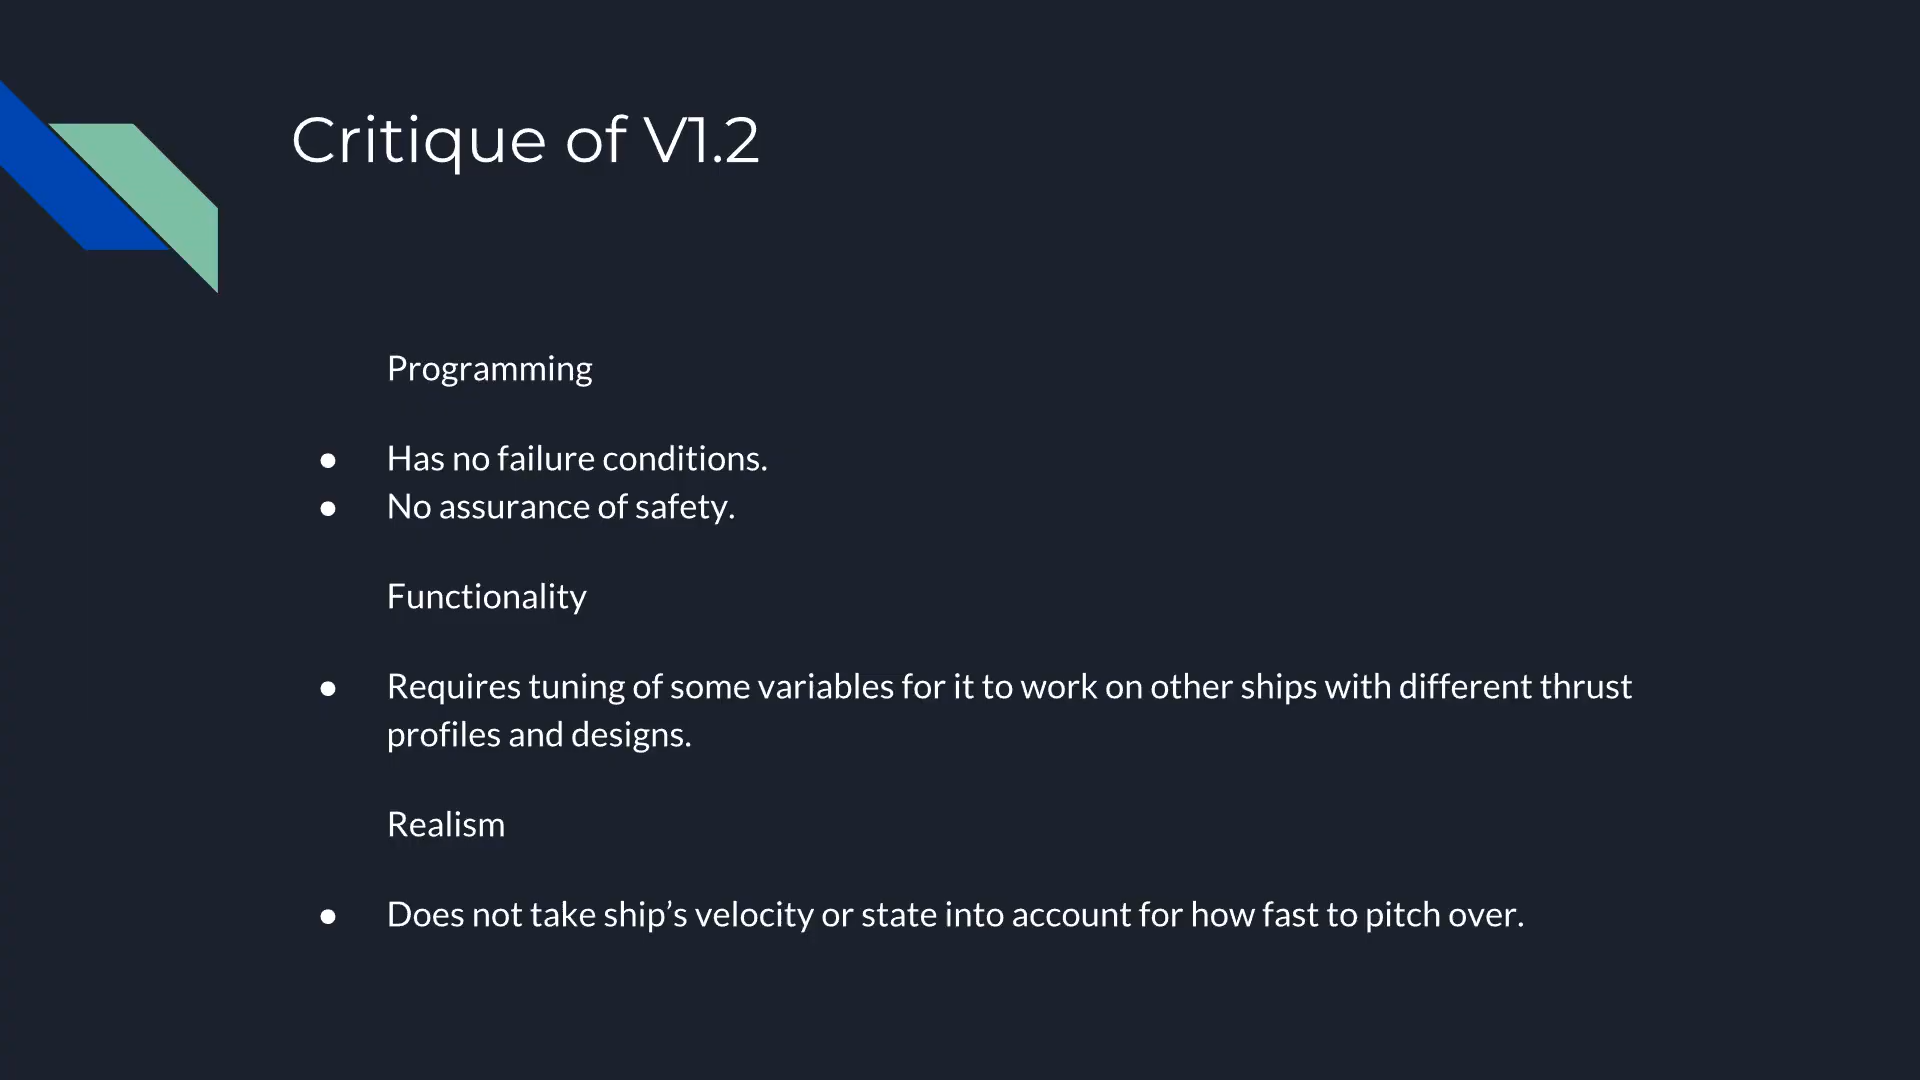 Critique of V1.2
Programming
● Has no failure conditions.
● No assurance of safety.
Functionality
● Requires tuning of some variables for it to work on other ships with different thrust
profiles and designs.
Realism
● Does not take ship’s velocity or state into account for how fast to pitch over.